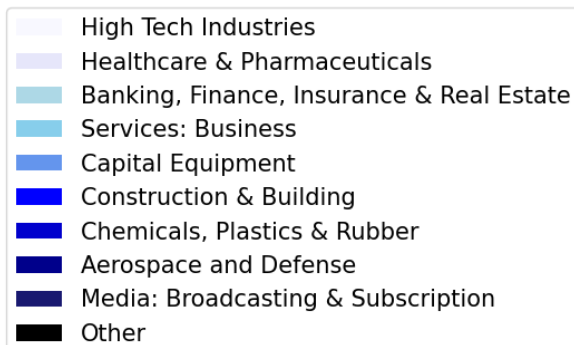 High Tech Industries
Healthcare & Pharmaceuticals
Banking, Finance, Insurance & Real Estate
Services: Business
Capital Equipment
Construction & Building
Chemicals, Plastics & Rubber
Aerospace and Defense
Media: Broadcasting & Subscription
Other